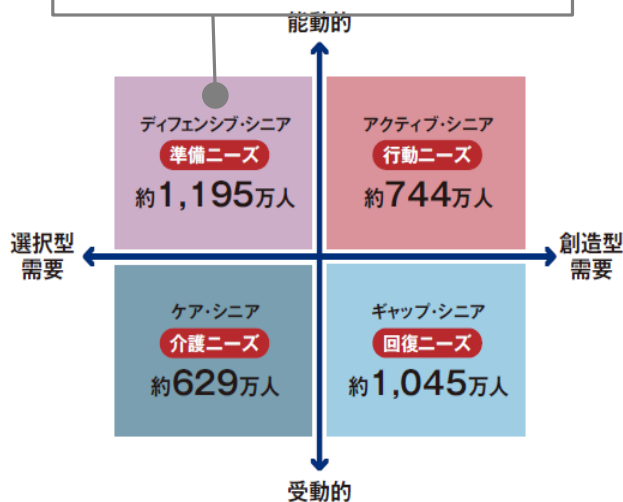 能動的
ディフェンシブ・シニア
準備ニーズ
約1,195万人
アクティブ・シニア
行動ニーズ
約744万人
選択型
需要
創造型
需要
ケア・シニア
介護ニーズ
約629万人
ギャップ・シニア
回復ニーズ
約1,045万人
受動的